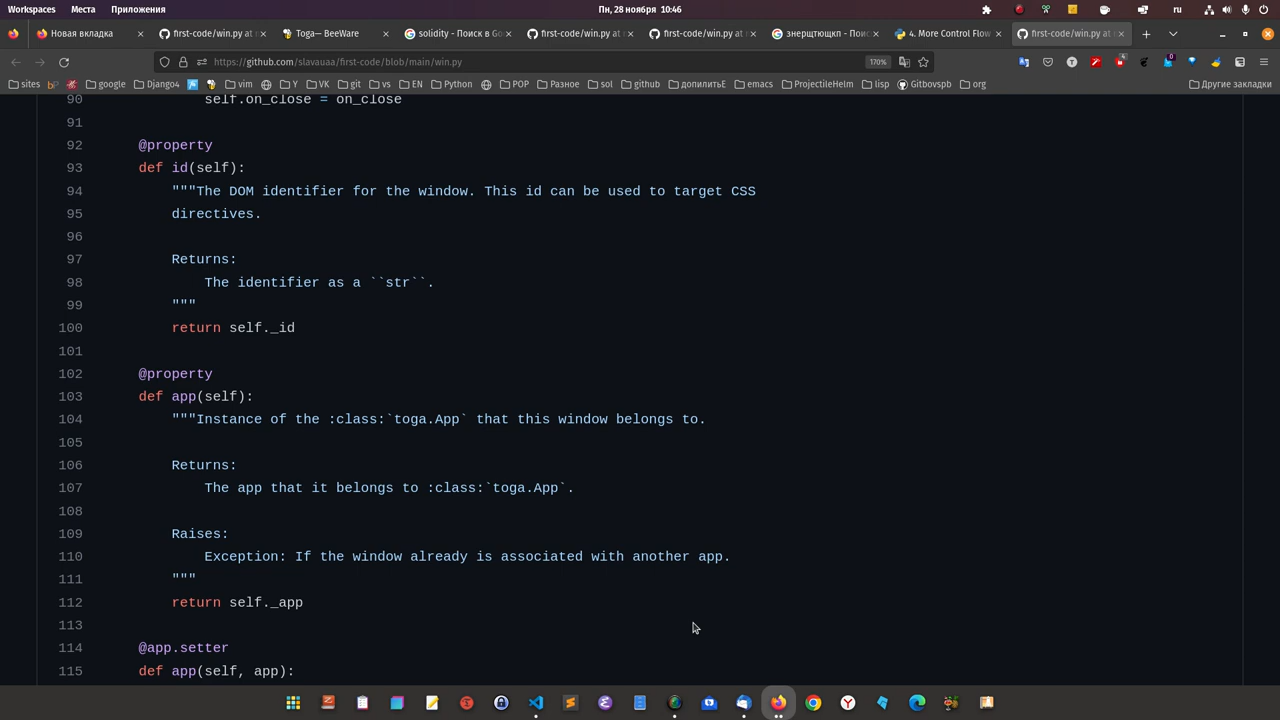 Workspaces Места Приложения Пн, 28 ноября 10:46 ru
Новая вкладка first-code/win.py at Toga — BeeWare solidity - Поиск в Go first-code/win.py at first-code/win.py at знерщтющкп - Поис 4. More Control Flow first-code/win.py at
https://github.com/slavauaa/first-code/blob/main/win.py 170%
sites google Django4 vim Y VK git vs EN Python POP Разное sol github допилитьЕ emacs ProjectileHelm lisp Gitbovspb org Другие закладки
90 self.on_close = on_close
91
92 @property
93 def id(self):
94 """The DOM identifier for the window. This id can be used to target CSS
95 directives.
96
97 Returns:
98 The identifier as a ``str``.
99 """
100 return self._id
101
102 @property
103 def app(self):
104 """Instance of the :class:`toga.App` that this window belongs to.
105
106 Returns:
107 The app that it belongs to :class:`toga.App`.
108
109 Raises:
110 Exception: If the window already is associated with another app.
111 """
112 return self._app
113
114 @app.setter
115 def app(self, app):